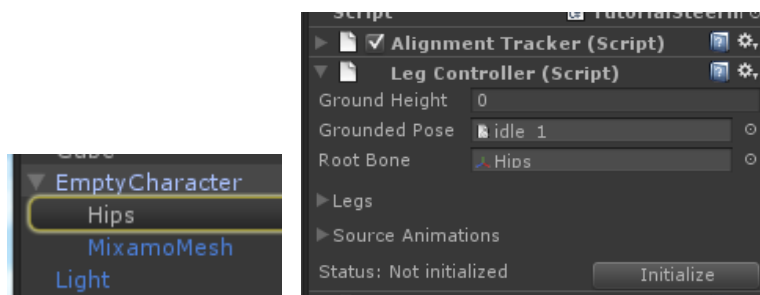 EmptyCharacter
Hips
MixamoMesh
Light
Script
Alignment Tracker (Script)
Leg Controller (Script)
Ground Height 0
Grounded Pose idle_1
Root Bone Hips
Legs
Source Animations
Status: Not initialized Initialize